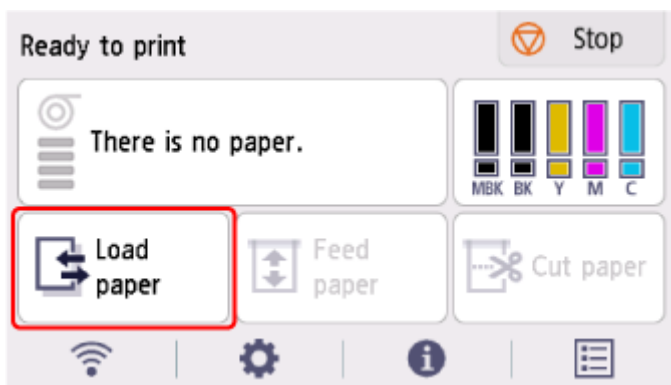 Ready to print
Stop
There is no paper.
MBK BK Y M C
Load
paper
Feed
paper
Cut paper